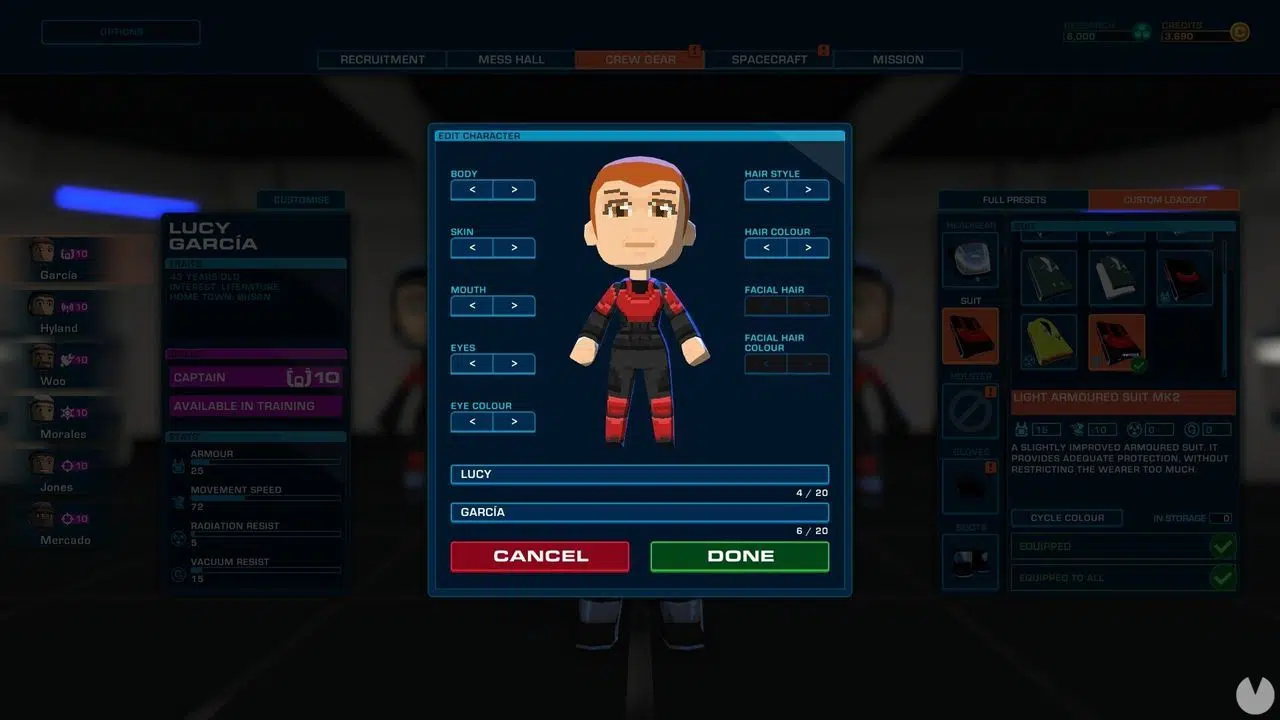 OPTIONS
RESEARCH
6,000
CREDITS
3,690
RECRUITMENT
MESS HALL
CREW GEAR
!
SPACECRAFT
!
MISSION
CUSTOMISE
LUCY
GARCÍA
TRAITS
43 YEARS OLD
INTEREST: LITERATURE
CAPTAIN
10
AVAILABLE IN TRAINING
STATS
ARMOUR
25
MOVEMENT SPEED
72
RADIATION RESIST
5
VACUUM RESIST
15
10
García
10
Hyland
10
Woo
10
Morales
10
Jones
10
Mercado
EDIT CHARACTER
BODY
< >
SKIN
< >
MOUTH
< >
EYES
< >
EYE COLOUR
< >
HAIR STYLE
< >
HAIR COLOUR
< >
FACIAL HAIR
< >
FACIAL HAIR
COLOUR
< >
LUCY
4 / 20
GARCÍA
6 / 20
CANCEL
DONE
FULL PRESETS
CUSTOM LOADOUT
HEADGEAR
SUIT
HOLSTER
!
GLOVES
!
BOOTS
LIGHT ARMOURED SUIT MK2
15
-10
0
0
A SLIGHTLY IMPROVED ARMOURED SUIT. IT
PROVIDES ADEQUATE PROTECTION, WITHOUT
RESTRICTING THE WEARER TOO MUCH.
CYCLE COLOUR
IN STORAGE 0
EQUIPPED
EQUIPPED TO ALL